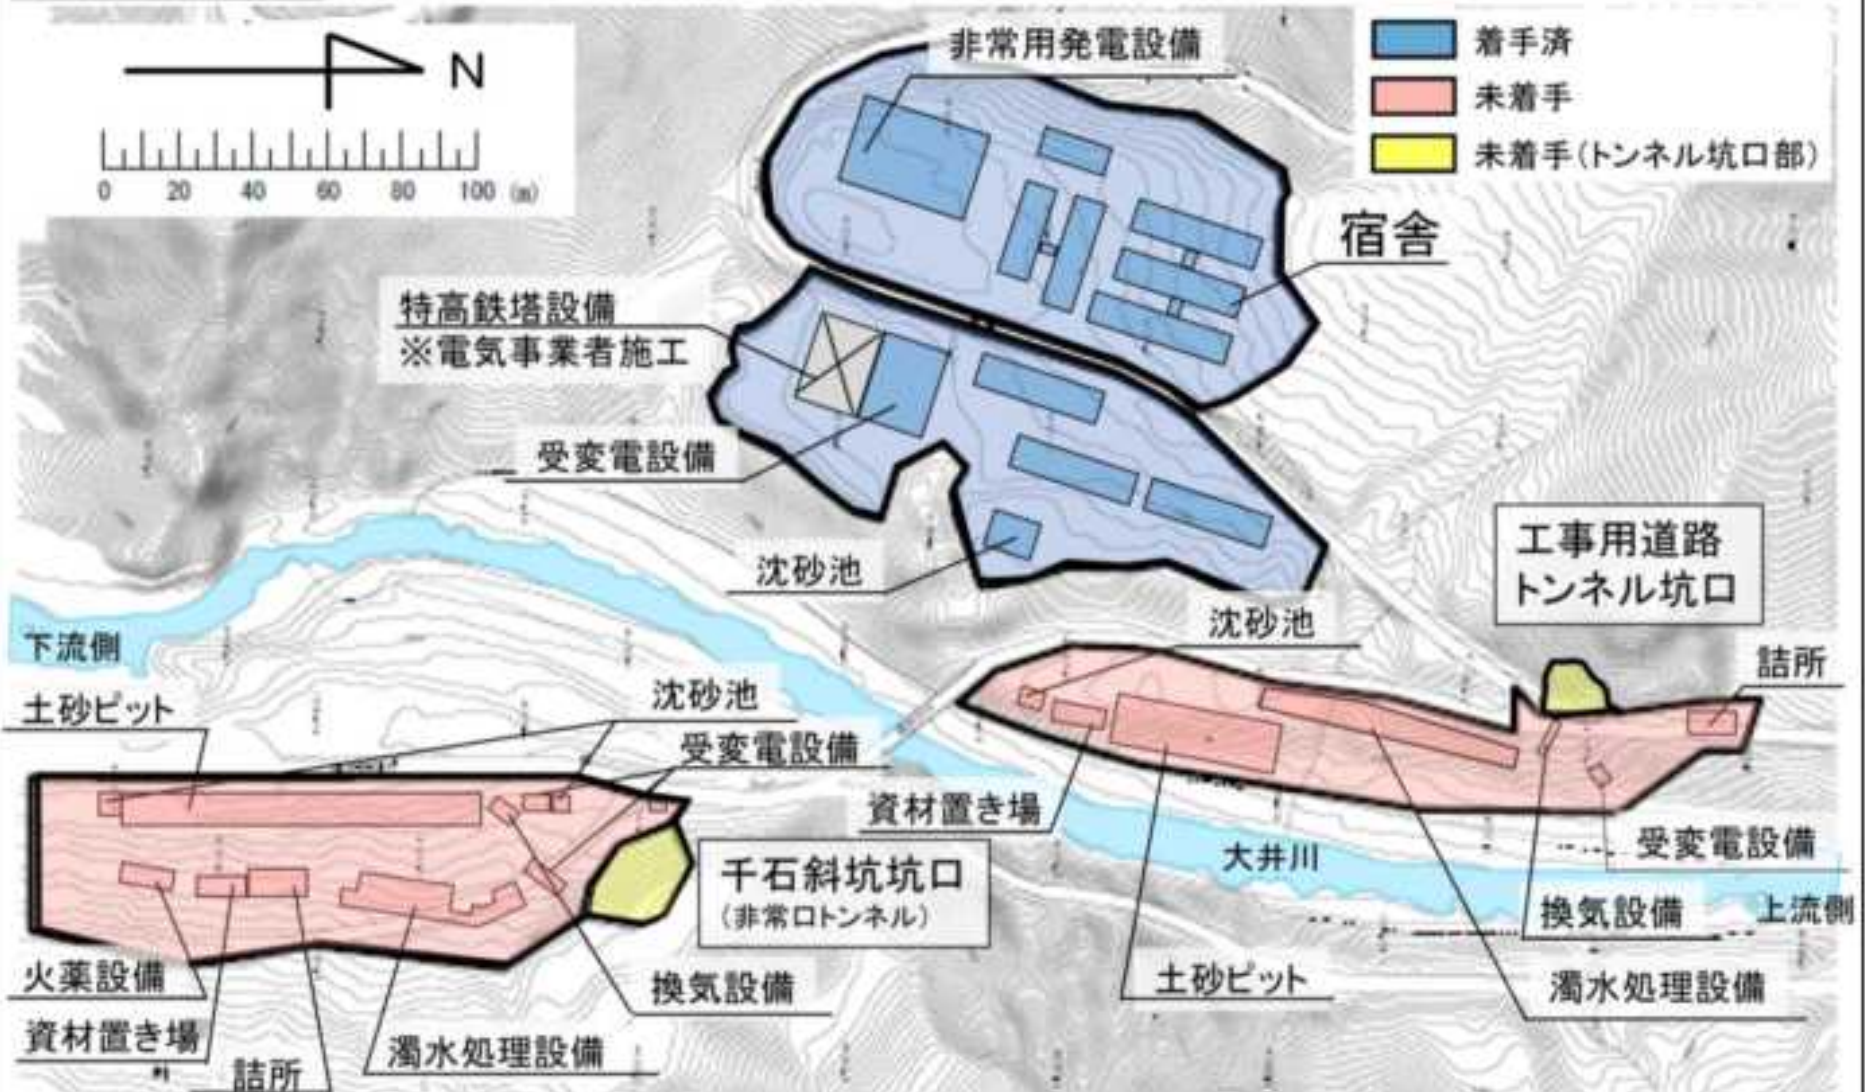 非常用発電設備
着手済
N
未着手
未着手(トンネル坑口部)
0 20 40 60 80 100 (m)
宿舎
特高鉄塔設備
※電気事業者施工
受変電設備
沈砂池
工事用道路
トンネル坑口
沈砂池
下流側
詰所
土砂ピット
沈砂池
受変電設備
資材置き場
受変電設備
大井川
千石斜坑坑口
(非常口トンネル)
換気設備
上流側
火薬設備
換気設備
土砂ピット
濁水処理設備
資材置き場
濁水処理設備
詰所